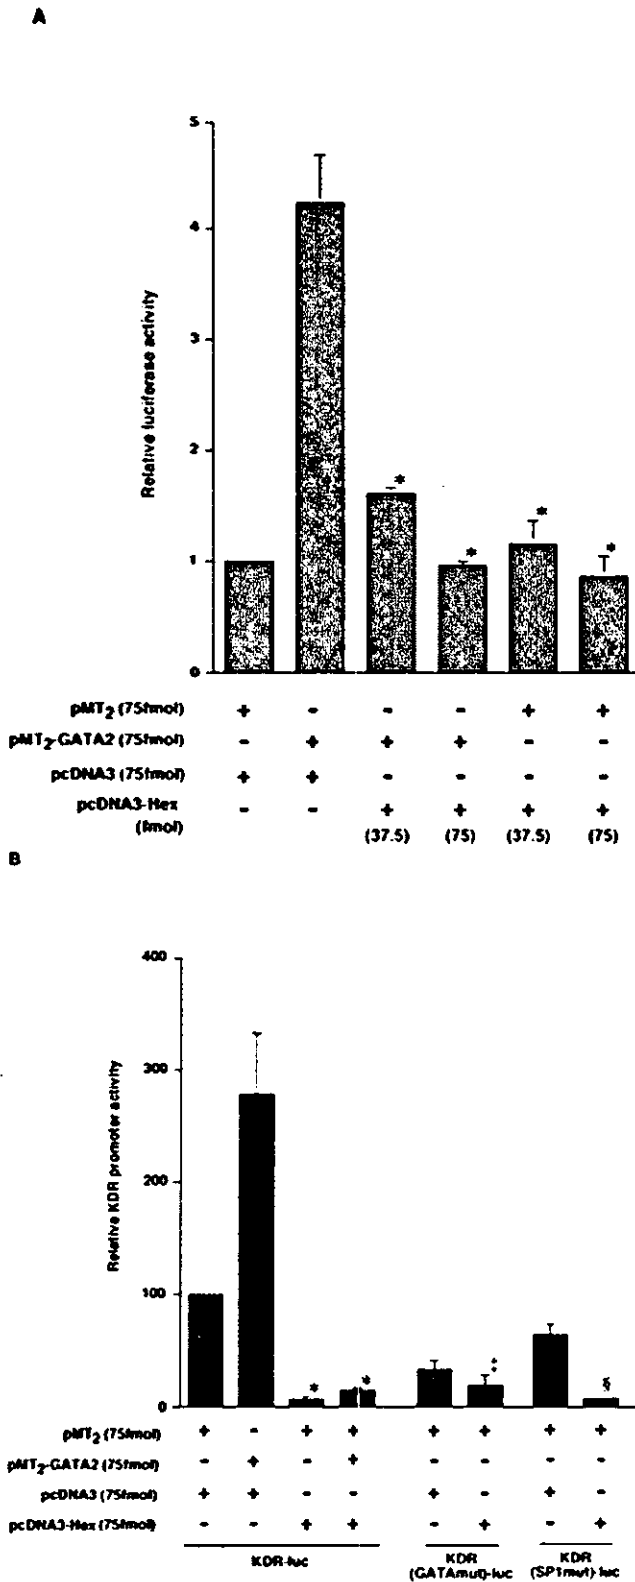 A
5
4
3
2
1
0
Relative luciferase activity
*
*
*
*
pMT2 (75fmol) + - - - + +
pMT2-GATA2 (75fmol) - + + + - -
pcDNA3 (75fmol) + + - - - -
pcDNA3-Hex (fmol) - - + + + +
(37.5) (75) (37.5) (75)
B
400
300
200
100
0
Relative KDR promoter activity
*
*
‡
§
pMT2 (75fmol) + - + + + + + +
pMT2-GATA2 (75fmol) - + - + - - - -
pcDNA3 (75fmol) + + - - + - + -
pcDNA3-Hex (75fmol) - - + + - + - +
KDR-luc
KDR (GATAmut)-luc
KDR (SP1mut)-luc